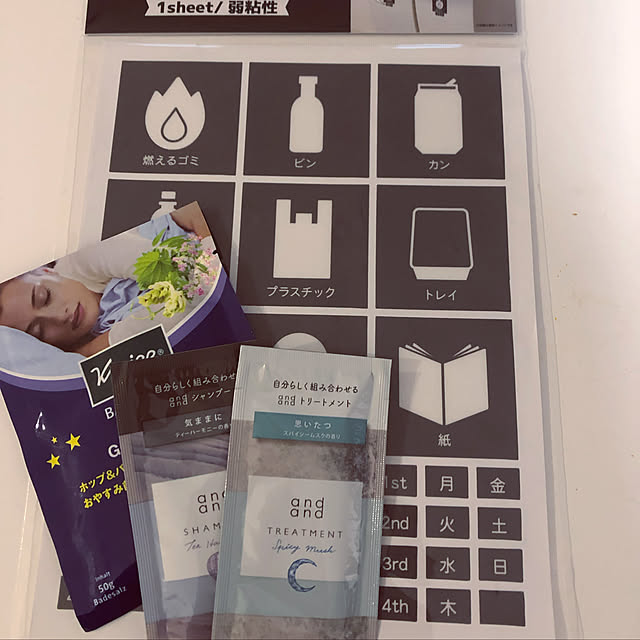 1sheet/ 弱粘性
燃えるゴミ
ビン
カン
プラスチック
トレイ
紙
1st 月 金
2nd 火 土
3rd 水 日
4th 木
ホップ&バ
おやすみ
Inhalt
50g
Badesalz
自分らしく組み合わせ
and and シャンプー
気ままに
ティーハーモニーの香
and
and
SHAM
自分らしく組み合わせる
and and トリートメント
思いたつ
スパイシームスクの香り
and
and
TREATMENT
Spicy Musk